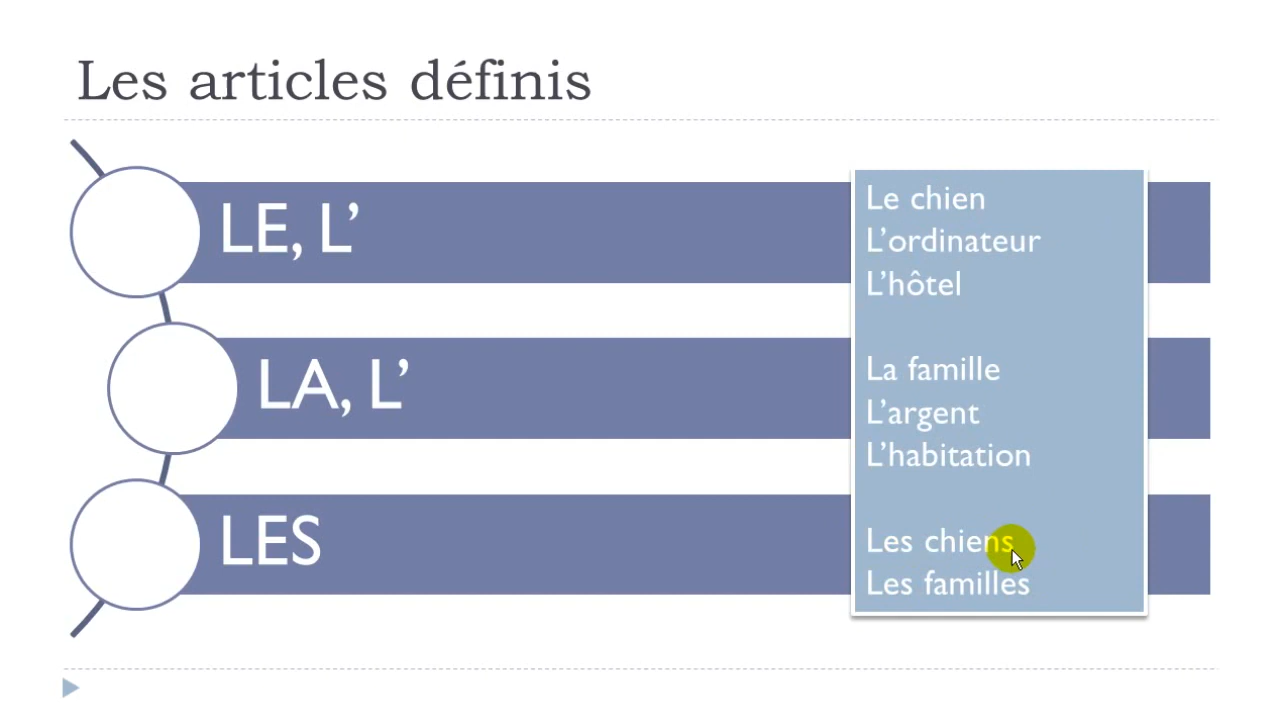 Les articles définis
LE, L’
LA, L’
LES
Le chien
L’ordinateur
L’hôtel
La famille
L’argent
L’habitation
Les chiens
Les familles